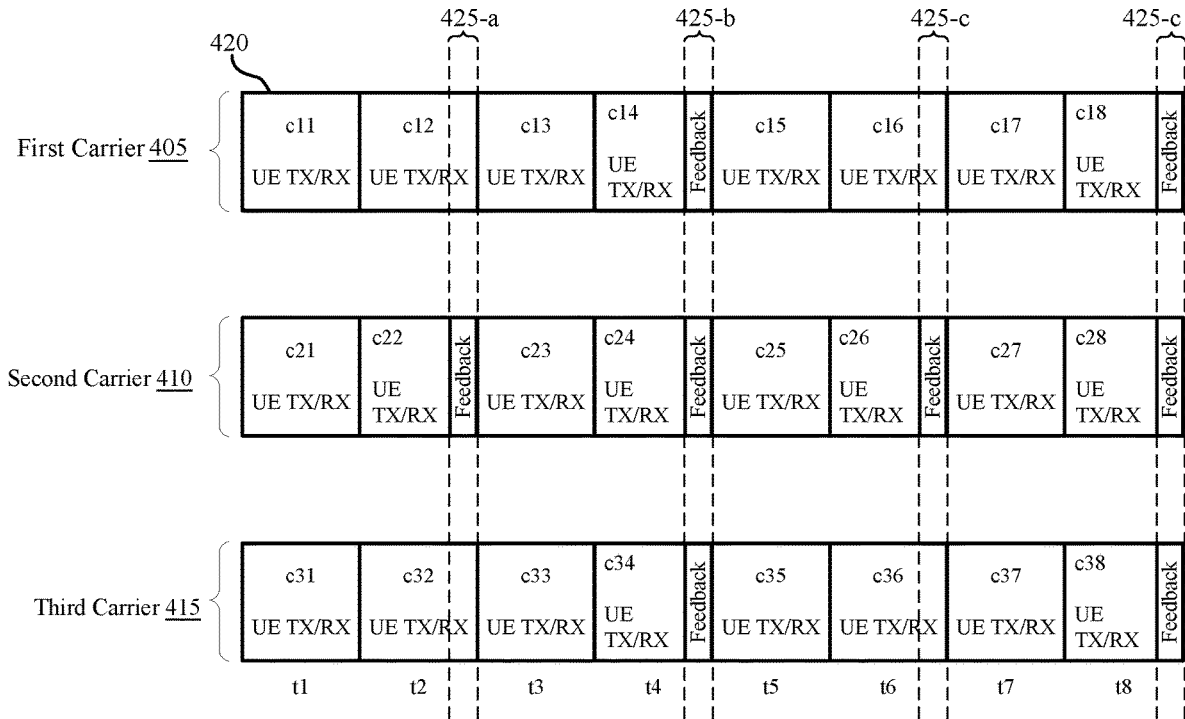 425-a 425-b 425-c 425-c
420
First Carrier 405
c11 c12 c13 c14 c15 c16 c17 c18
UE TX/RX UE TX/RX UE TX/RX UE TX/RX Feedback UE TX/RX UE TX/RX UE TX/RX UE TX/RX Feedback
Second Carrier 410
c21 c22 c23 c24 c25 c26 c27 c28
UE TX/RX UE TX/RX Feedback UE TX/RX UE TX/RX Feedback UE TX/RX UE TX/RX Feedback UE TX/RX UE TX/RX Feedback
Third Carrier 415
c31 c32 c33 c34 c35 c36 c37 c38
UE TX/RX UE TX/RX UE TX/RX UE TX/RX Feedback UE TX/RX UE TX/RX UE TX/RX UE TX/RX Feedback
t1 t2 t3 t4 t5 t6 t7 t8